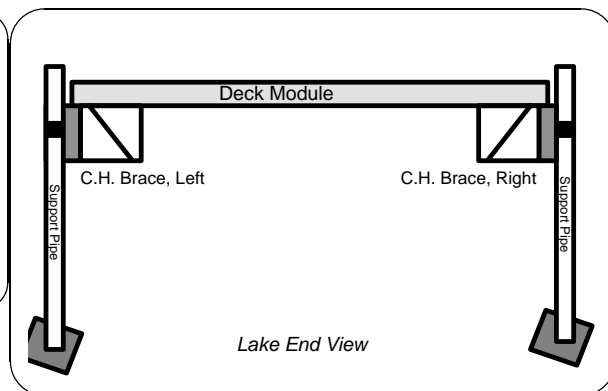 Deck Module
C.H. Brace, Left
C.H. Brace, Right
Support Pipe
Support Pipe
Lake End View